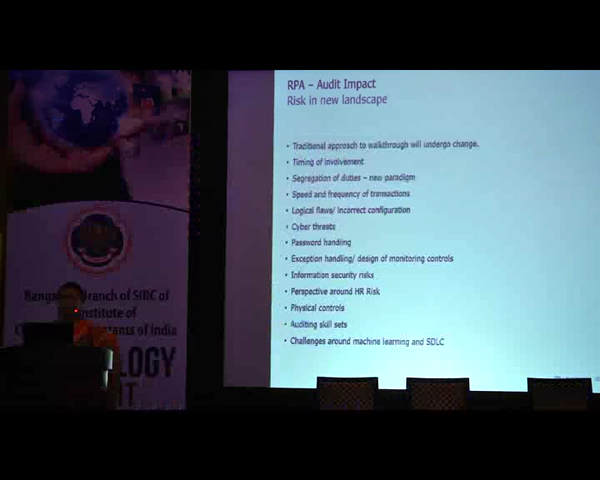 RPA – Audit Impact
Risk in new landscape
• Traditional approach to walkthrough will undergo change.
• Timing of involvement
• Segregation of duties – new paradigm
• Speed and frequency of transactions
• Logical flaws/ incorrect configuration
• Cyber threats
• Password handling
• Exception handling/ design of monitoring controls
• Information security risks
• Perspective around HR Risk
• Physical controls
• Auditing skill sets
• Challenges around machine learning and SDLC
Branch of SIRC of
Institute of
of India